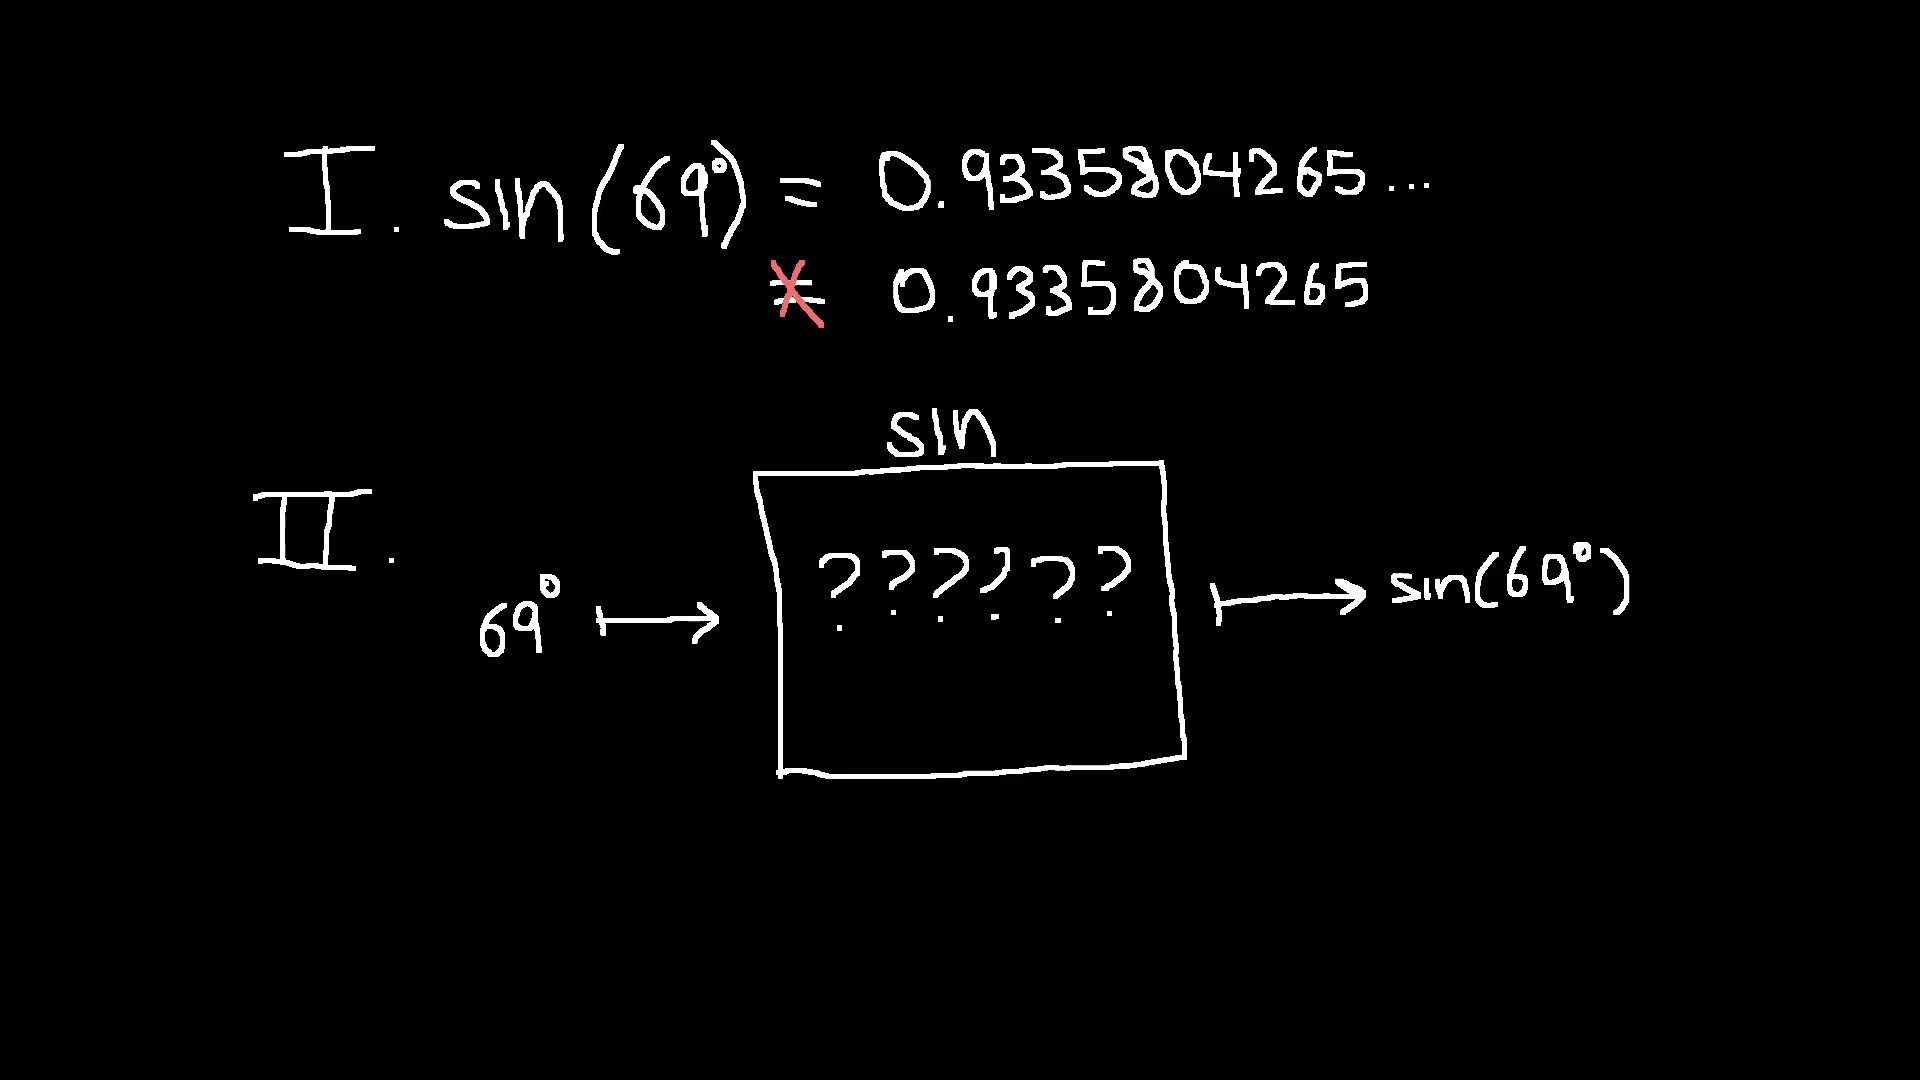 I. sin(69°) = 0.9335804265...
= 0.9335804265
sin
II. 69° ↦ ?????? ↦ sin(69°)